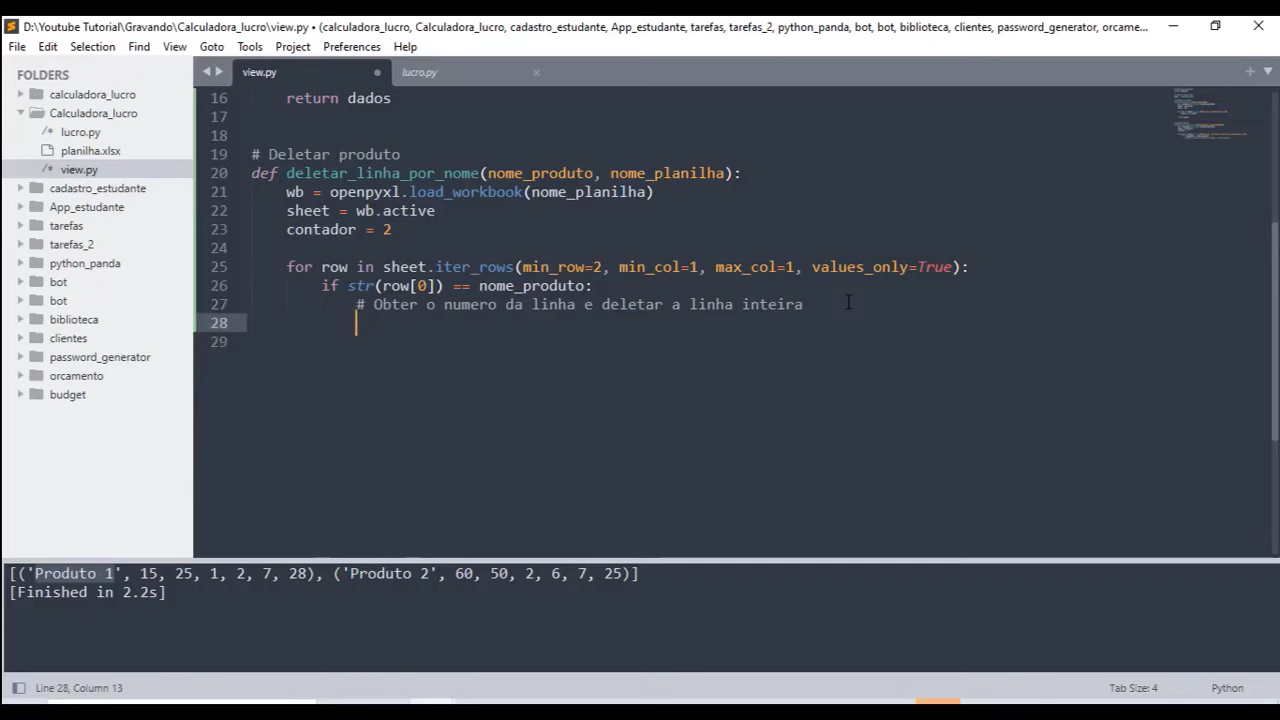 D:\Youtube Tutorial\Gravando\Calculadora_lucro\view.py • (calculadora_lucro, Calculadora_lucro, cadastro_estudante, App_estudante, tarefas, tarefas_2, python_panda, bot, bot, biblioteca, clientes, password_generator, orcame...
File Edit Selection Find View Goto Tools Project Preferences Help
FOLDERS
calculadora_lucro
Calculadora_lucro
/* lucro.py
planilha.xlsx
/* view.py
cadastro_estudante
App_estudante
tarefas
tarefas_2
python_panda
bot
bot
biblioteca
clientes
password_generator
orcamento
budget
view.py lucro.py
16 return dados
17
18
19 # Deletar produto
20 def deletar_linha_por_nome(nome_produto, nome_planilha):
21 wb = openpyxl.load_workbook(nome_planilha)
22 sheet = wb.active
23 contador = 2
24
25 for row in sheet.iter_rows(min_row=2, min_col=1, max_col=1, values_only=True):
26 if str(row[0]) == nome_produto:
27 # Obter o numero da linha e deletar a linha inteira
28
29
[('Produto 1', 15, 25, 1, 2, 7, 28), ('Produto 2', 60, 50, 2, 6, 7, 25)]
[Finished in 2.2s]
Line 28, Column 13 Tab Size: 4 Python